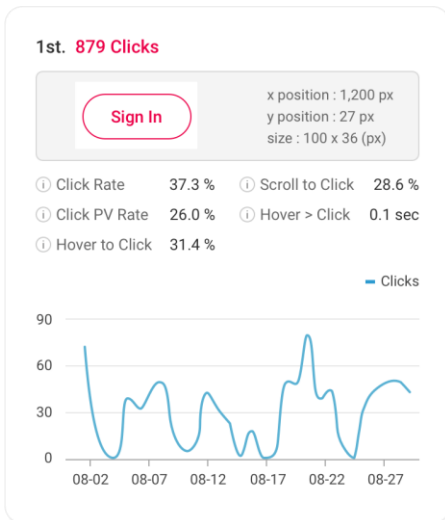 1st. 879 Clicks
Sign In
x position : 1,200 px
y position : 27 px
size : 100 x 36 (px)
Click Rate 37.3 % Scroll to Click 28.6 %
Click PV Rate 26.0 % Hover > Click 0.1 sec
Hover to Click 31.4 %
Clicks
90
60
30
0
08-02 08-07 08-12 08-17 08-22 08-27